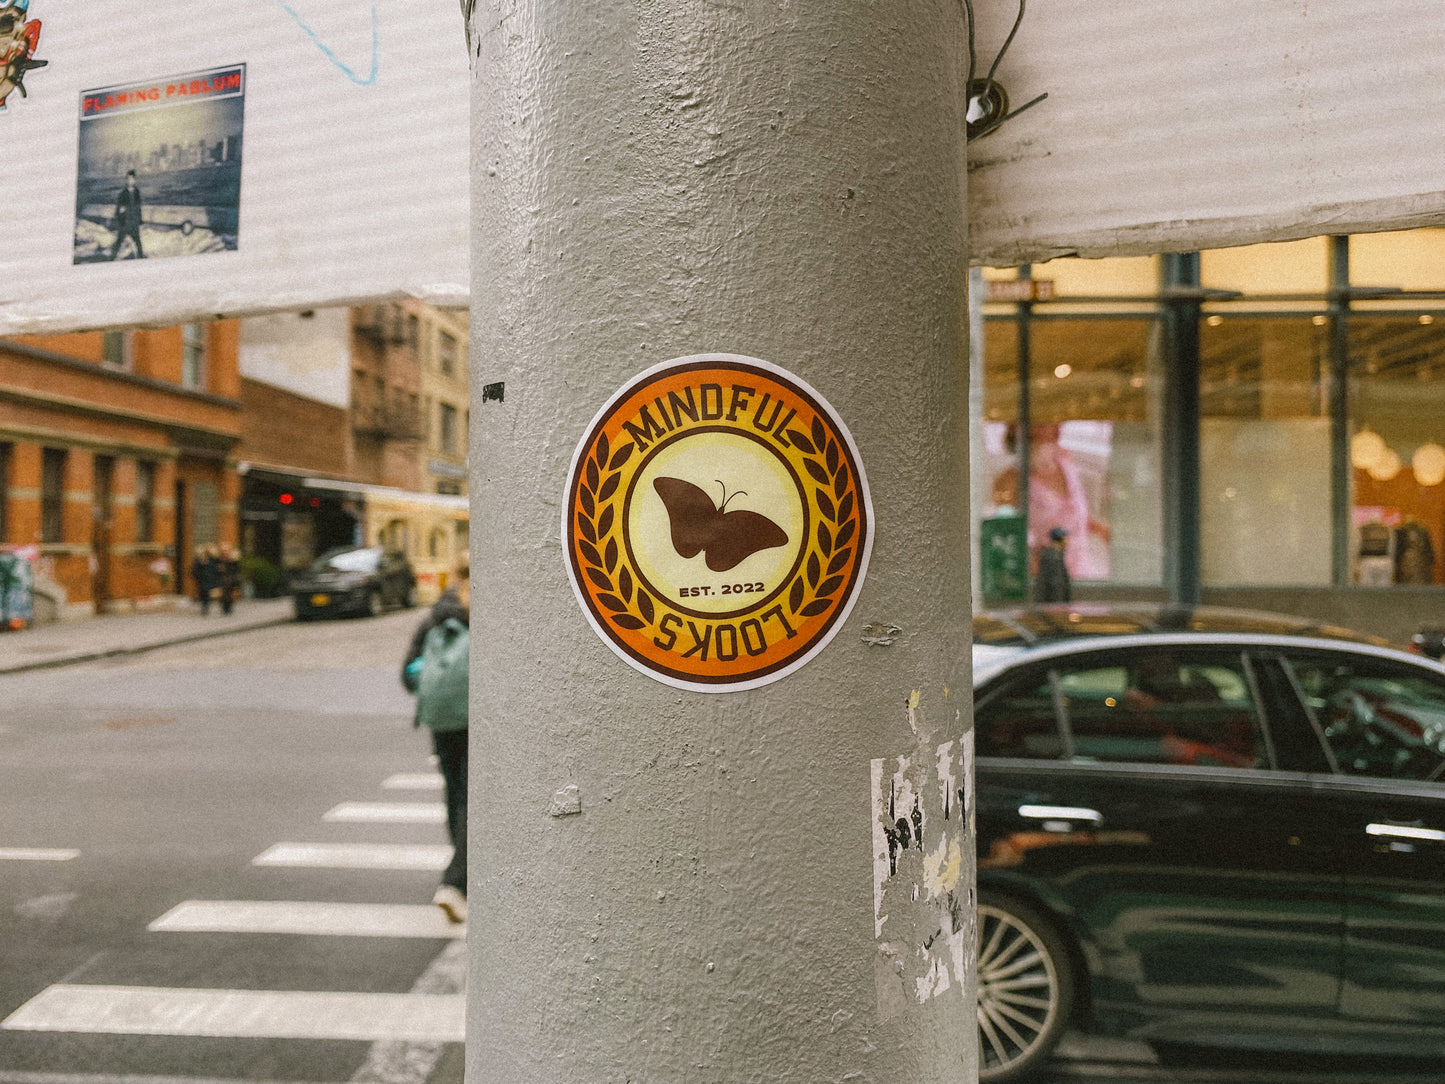 FLAMING PABLUM
MINDFUL
EST. 2022
LOOKS